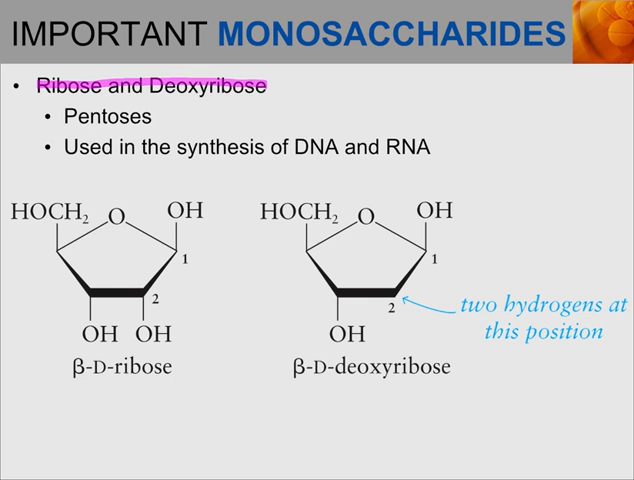 IMPORTANT MONOSACCHARIDES
• Ribose and Deoxyribose
• Pentoses
• Used in the synthesis of DNA and RNA
HOCH₂ O OH
1
2
OH OH
β-D-ribose
HOCH₂ O OH
1
2
two hydrogens at
this position
OH
β-D-deoxyribose